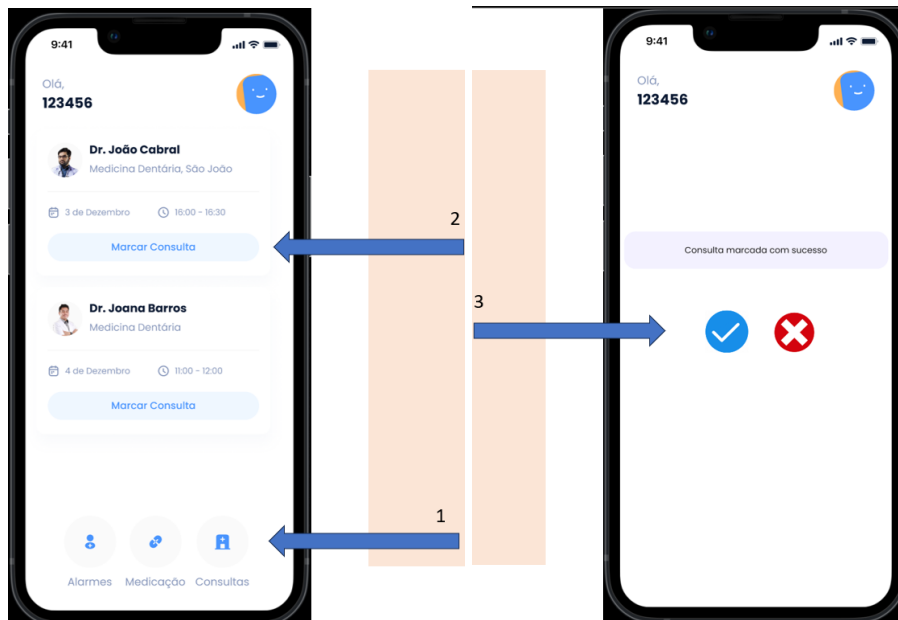 9:41
Olá,
123456
Dr. João Cabral
Medicina Dentária, São João
3 de Dezembro 16:00 - 16:30
Marcar Consulta
Dr. Joana Barros
Medicina Dentária
4 de Dezembro 11:00 - 12:00
Marcar Consulta
Alarmes Medicação Consultas
2
3
1
9:41
Olá,
123456
Consulta marcada com sucesso